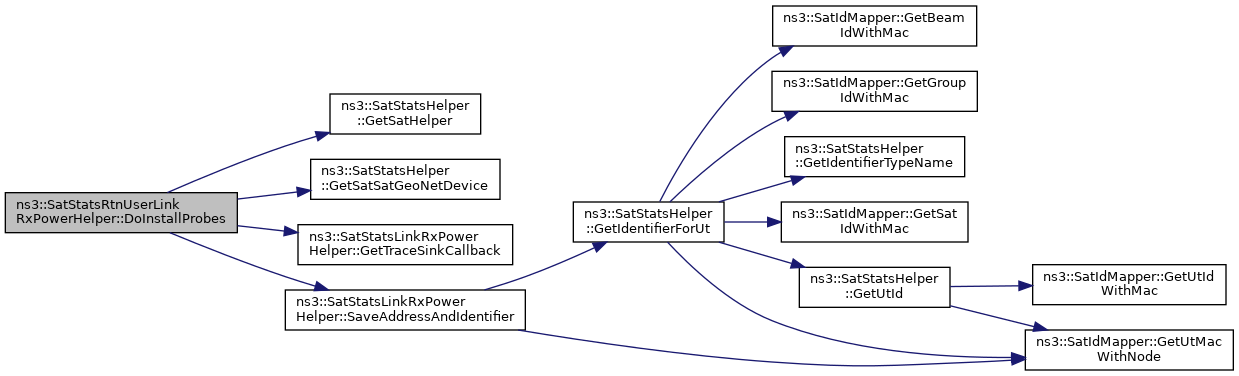 ns3::SatStatsRtnUserLink
RxPowerHelper::DoInstallProbes
ns3::SatStatsHelper
::GetSatHelper
ns3::SatStatsHelper
::GetSatSatGeoNetDevice
ns3::SatStatsLinkRxPower
Helper::GetTraceSinkCallback
ns3::SatStatsLinkRxPower
Helper::SaveAddressAndIdentifier
ns3::SatStatsHelper
::GetIdentifierForUt
ns3::SatIdMapper::GetBeam
IdWithMac
ns3::SatIdMapper::GetGroup
IdWithMac
ns3::SatStatsHelper
::GetIdentifierTypeName
ns3::SatIdMapper::GetSat
IdWithMac
ns3::SatStatsHelper
::GetUtId
ns3::SatIdMapper::GetUtId
WithMac
ns3::SatIdMapper::GetUtMac
WithNode